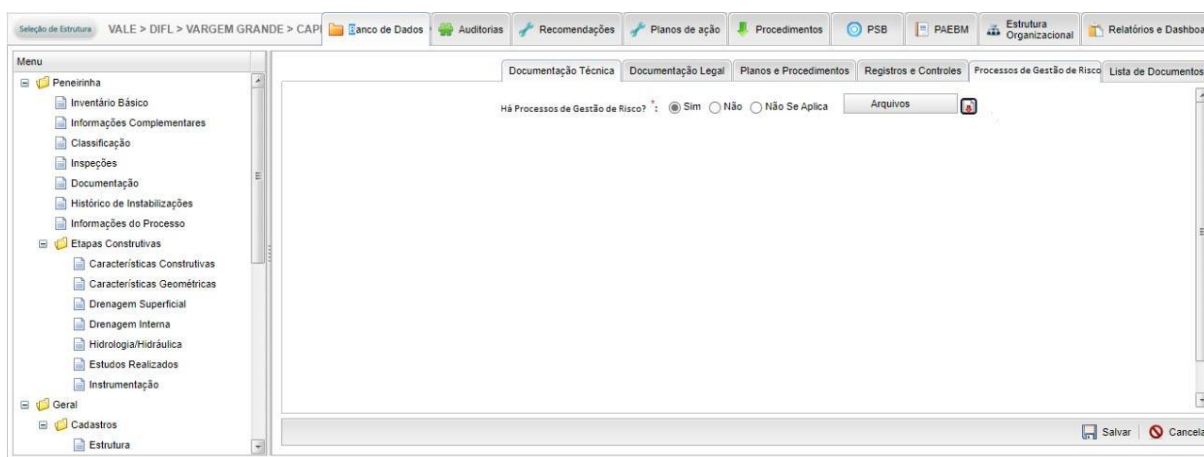 Seleção de Estrutura VALE > DIFL > VARGEM GRANDE > CAPI Banco de Dados Auditorias Recomendações Planos de ação Procedimentos PSB PAEBM Estrutura Organizacional Relatórios e Dashboa
Menu
Peneirinha
Inventário Básico
Informações Complementares
Classificação
Inspeções
Documentação
Histórico de Instabilizações
Informações do Processo
Etapas Construtivas
Características Construtivas
Características Geométricas
Drenagem Superficial
Drenagem Interna
Hidrologia/Hidráulica
Estudos Realizados
Instrumentação
Geral
Cadastros
Estrutura
Documentação Técnica Documentação Legal Planos e Procedimentos Registros e Controles Processos de Gestão de Risco Lista de Documentos
Há Processos de Gestão de Risco? *: Sim Não Não Se Aplica Arquivos
Salvar Cancela